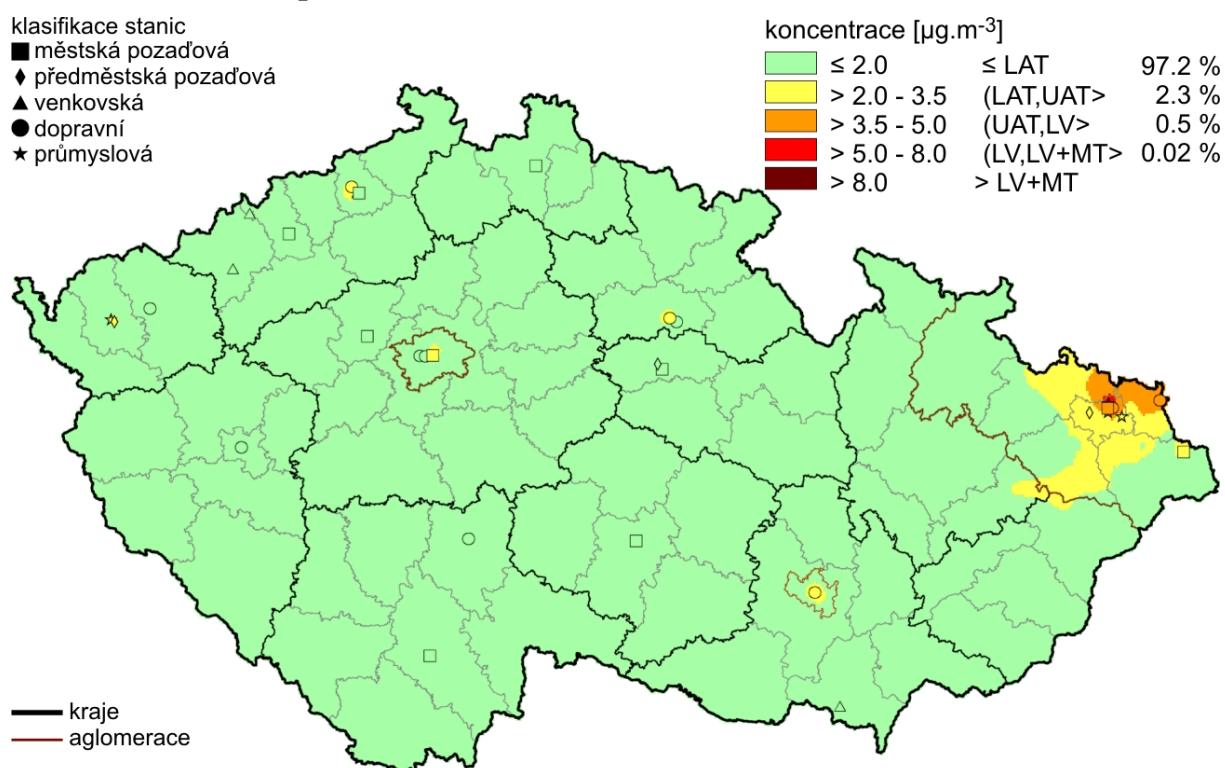 klasifikace stanic
městská pozaďová
předměstská pozaďová
venkovská
dopravní
průmyslová
koncentrace [µg.m-3]
≤ 2.0 ≤ LAT 97.2 %
> 2.0 - 3.5 (LAT,UAT> 2.3 %
> 3.5 - 5.0 (UAT,LV> 0.5 %
> 5.0 - 8.0 (LV,LV+MT> 0.02 %
> 8.0 > LV+MT
kraje
aglomerace